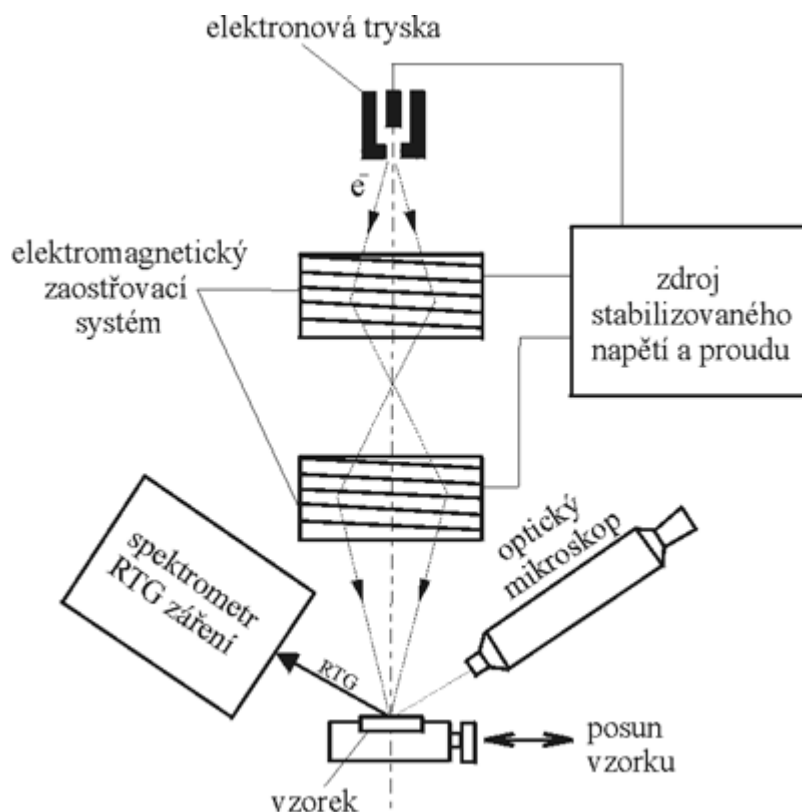 elektronová tryska
e⁻
elektromagnetický
zaostřovací
systém
zdroj
stabilizovaného
napětí a proudu
spektrometr
RTG záření
optický
mikroskop
RTG
posun
vzorku
vzorek